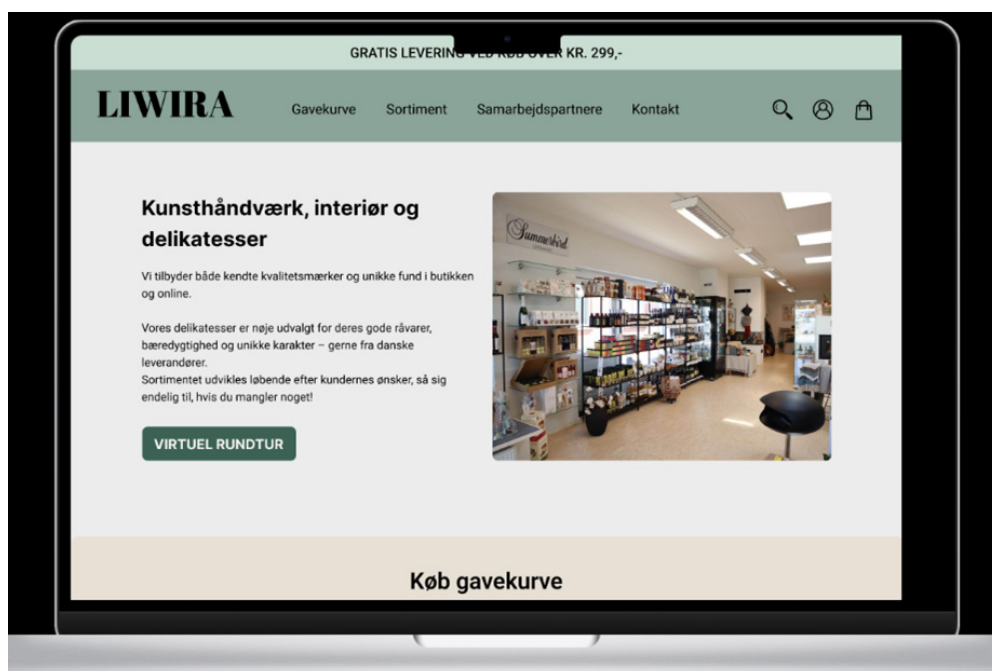 GRATIS LEVERING VED KØB OVER KR. 299,-
LIWIRA
Gavekurve Sortiment Samarbejdspartnere Kontakt
Kunsthåndværk, interiør og
delikatesser
Vi tilbyder både kendte kvalitetsmærker og unikke fund i butikken
og online.
Vores delikatesser er nøje udvalgt for deres gode råvarer,
bæredygtighed og unikke karakter – gerne fra danske
leverandører.
Sortimentet udvikles løbende efter kundernes ønsker, så sig
endelig til, hvis du mangler noget!
VIRTUEL RUNDTUR
Summerbird
Køb gavekurve